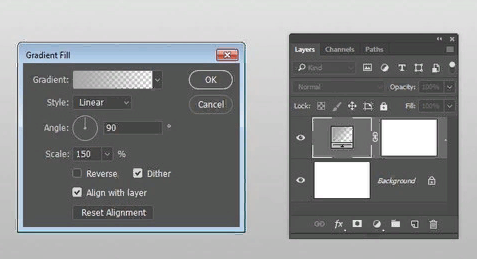 Gradient Fill
Gradient:
OK
Style: Linear
Cancel
Angle: 90 °
Scale: 150 %
Reverse Dither
Align with layer
Reset Alignment
Layers Channels Paths
Kind
Normal Opacity: 100%
Lock: Fill: 100%
Background
fx